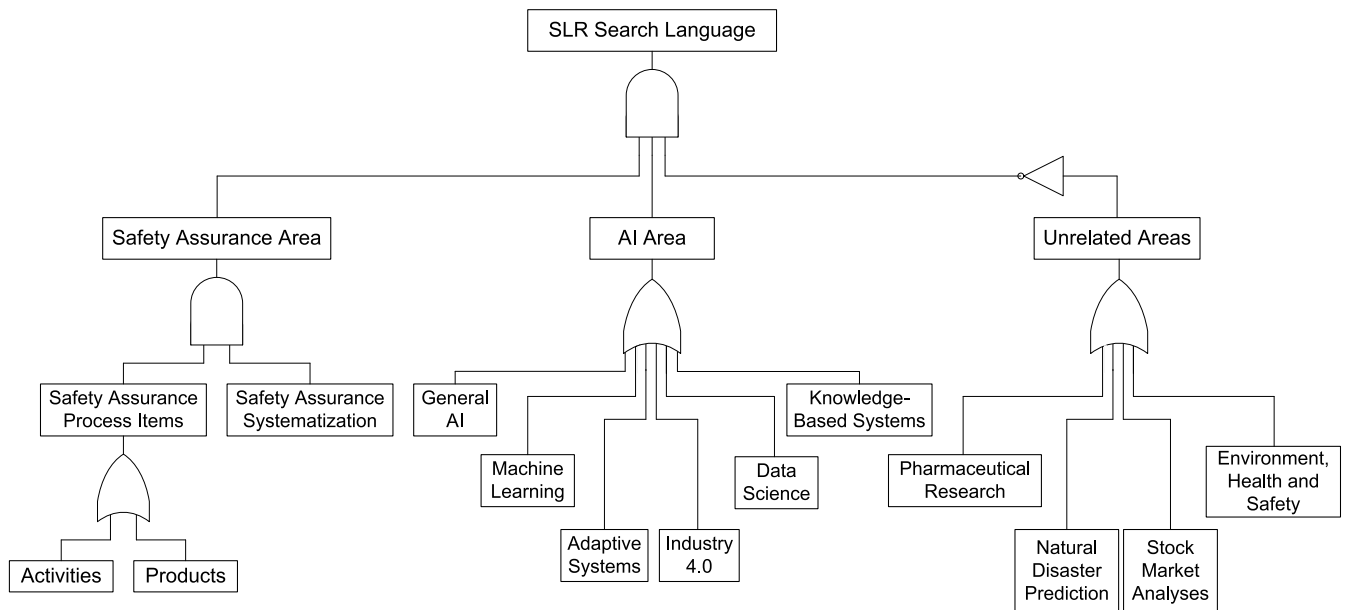 SLR Search Language
Safety Assurance Area
AI Area
Unrelated Areas
Safety Assurance
Process Items
Safety Assurance
Systematization
General
AI
Knowledge-
Based Systems
Machine
Learning
Data
Science
Pharmaceutical
Research
Environment,
Health and
Safety
Activities
Products
Adaptive
Systems
Industry
4.0
Natural
Disaster
Prediction
Stock
Market
Analyses